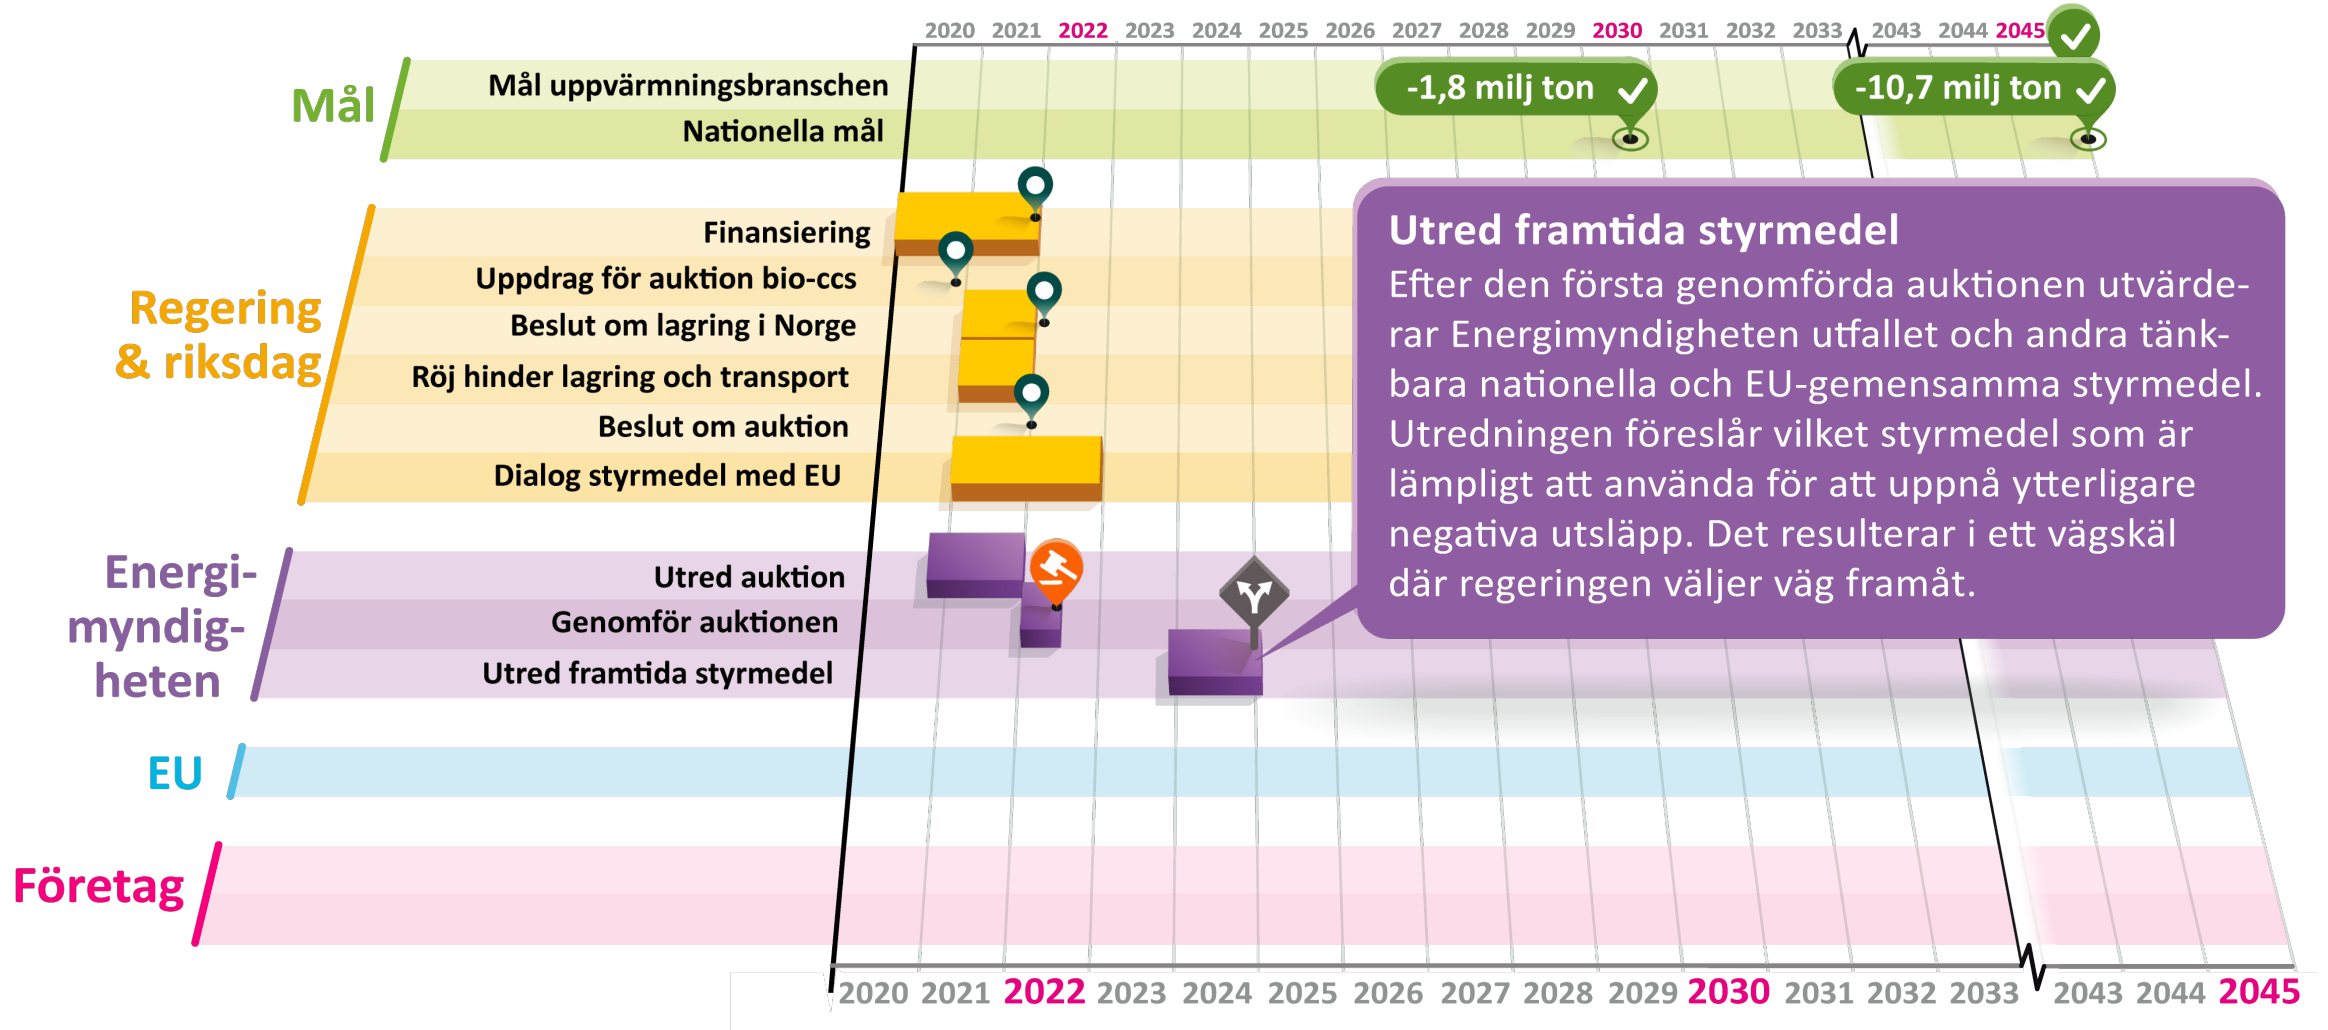 2020 2021 2022 2023 2024 2025 2026 2027 2028 2029 2030 2031 2032 2033 2043 2044 2045
Mål
Mål uppvärmningsbranschen
-1,8 milj ton
-10,7 milj ton
Nationella mål
Regering
& riksdag
Finansiering
Uppdrag för auktion bio-ccs
Beslut om lagring i Norge
Röj hinder lagring och transport
Beslut om auktion
Dialog styrmedel med EU
Utred framtida styrmedel
Efter den första genomförda auktionen utvärde-
rar Energimyndigheten utfallet och andra tänk-
bara nationella och EU-gemensamma styrmedel.
Utredningen föreslår vilket styrmedel som är
lämpligt att använda för att uppnå ytterligare
negativa utsläpp. Det resulterar i ett vägskäl
där regeringen väljer väg framåt.
Energi-
myndig-
heten
Utred auktion
Genomför auktionen
Utred framtida styrmedel
EU
Företag
2020 2021 2022 2023 2024 2025 2026 2027 2028 2029 2030 2031 2032 2033 2043 2044 2045